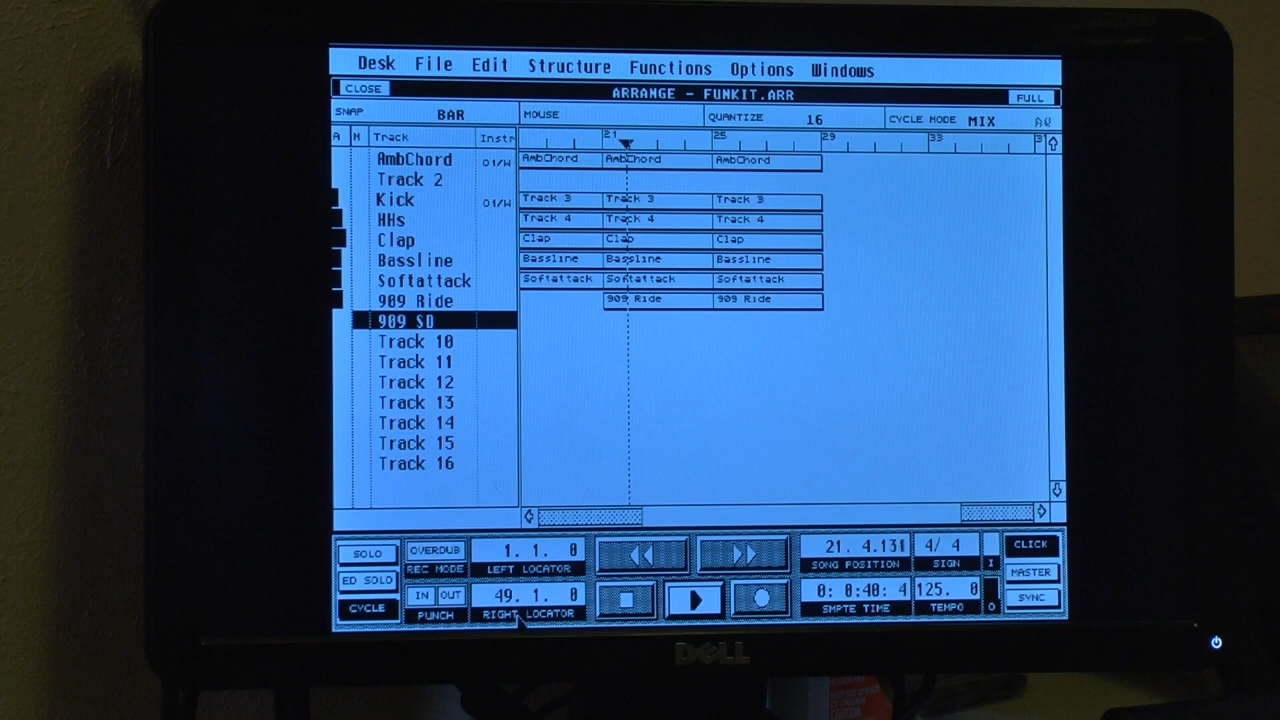 Desk File Edit Structure Functions Options Windows
CLOSE ARRANGE - FUNKIT.ARR FULL
SNAP BAR MOUSE QUANTIZE 16 CYCLE MODE MIX
A M Track Instr 21 25 29 33
AmbChord O1/W AmbChord AmbChord AmbChord
Track 2
Kick O1/W Track 3 Track 3 Track 3
HHs Track 4 Track 4 Track 4
Clap Clap Clap Clap
Bassline Bassline Bassline Bassline
Softattack Softattack Softattack Softattack
909 Ride 909 Ride 909 Ride
909 SD
Track 10
Track 11
Track 12
Track 13
Track 14
Track 15
Track 16
SOLO OVERDUB 1. 1. 0 21. 4.131 4/ 4 CLICK
REC MODE LEFT LOCATOR SONG POSITION SIGN I
ED SOLO MASTER
IN OUT 49. 1. 0 0: 0:40: 4 125. 0 SYNC
CYCLE PUNCH RIGHT LOCATOR SMPTE TIME TEMPO O
DELL
CAUTION